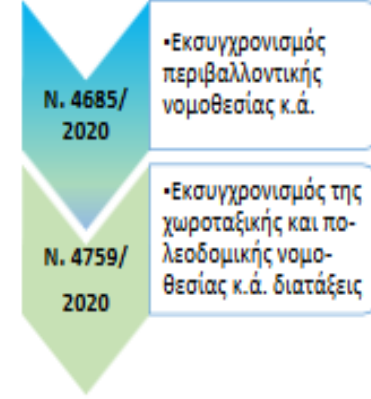 Ν. 4685/
2020
•Εκσυγχρονισμός
περιβαλλοντικής
νομοθεσίας κ.ά.
Ν. 4759/
2020
•Εκσυγχρονισμός της
χωροταξικής και πο-
λεοδομικής νομο-
θεσίας κ.ά. διατάξεις